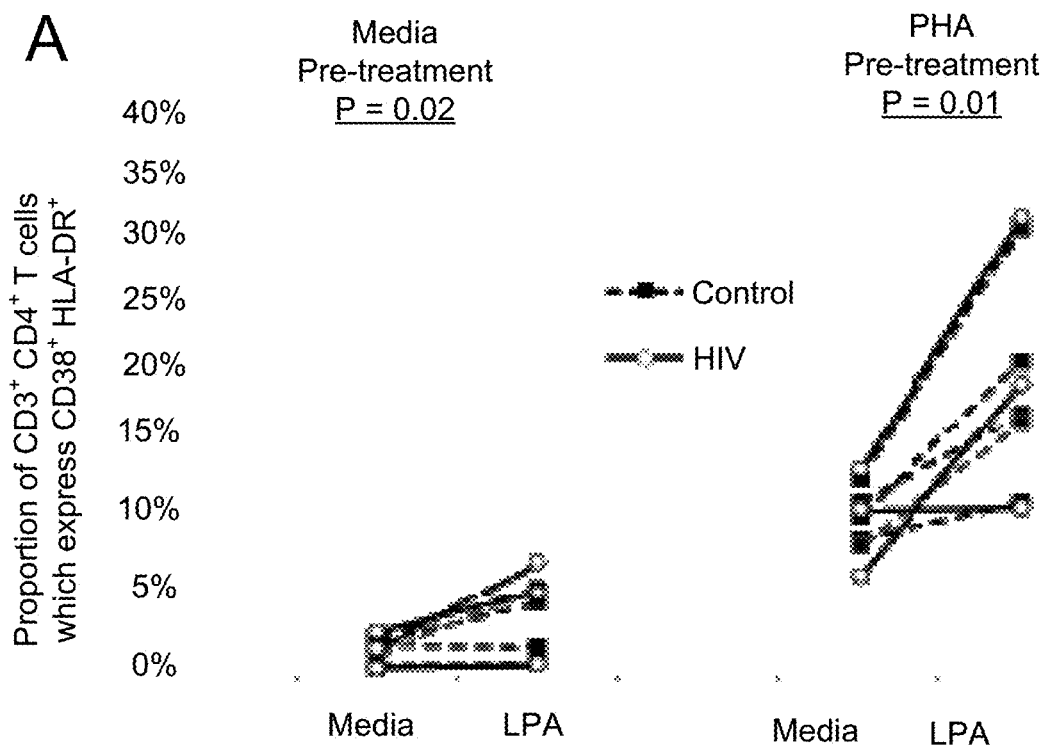 A
Media
Pre-treatment
P = 0.02
PHA
Pre-treatment
P = 0.01
Proportion of CD3⁺ CD4⁺ T cells
which express CD38⁺ HLA-DR⁺
40%
35%
30%
25%
20%
15%
10%
5%
0%
Control
HIV
Media
LPA
Media
LPA